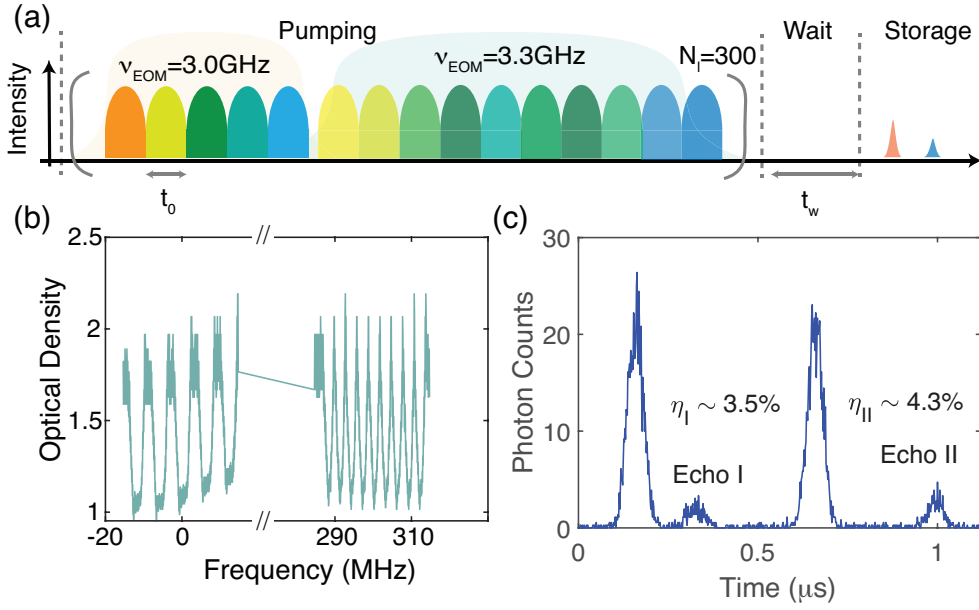 (a)
Pumping
Wait
Storage
ν_EOM=3.0GHz
ν_EOM=3.3GHz
N_I=300
Intensity
t_0
t_w
(b)
2.5
2
1.5
1
Optical Density
-20
0
//
//
290
310
Frequency (MHz)
(c)
30
20
10
0
Photon Counts
η_I ~ 3.5%
Echo I
η_II ~ 4.3%
Echo II
0
0.5
1
Time (μs)